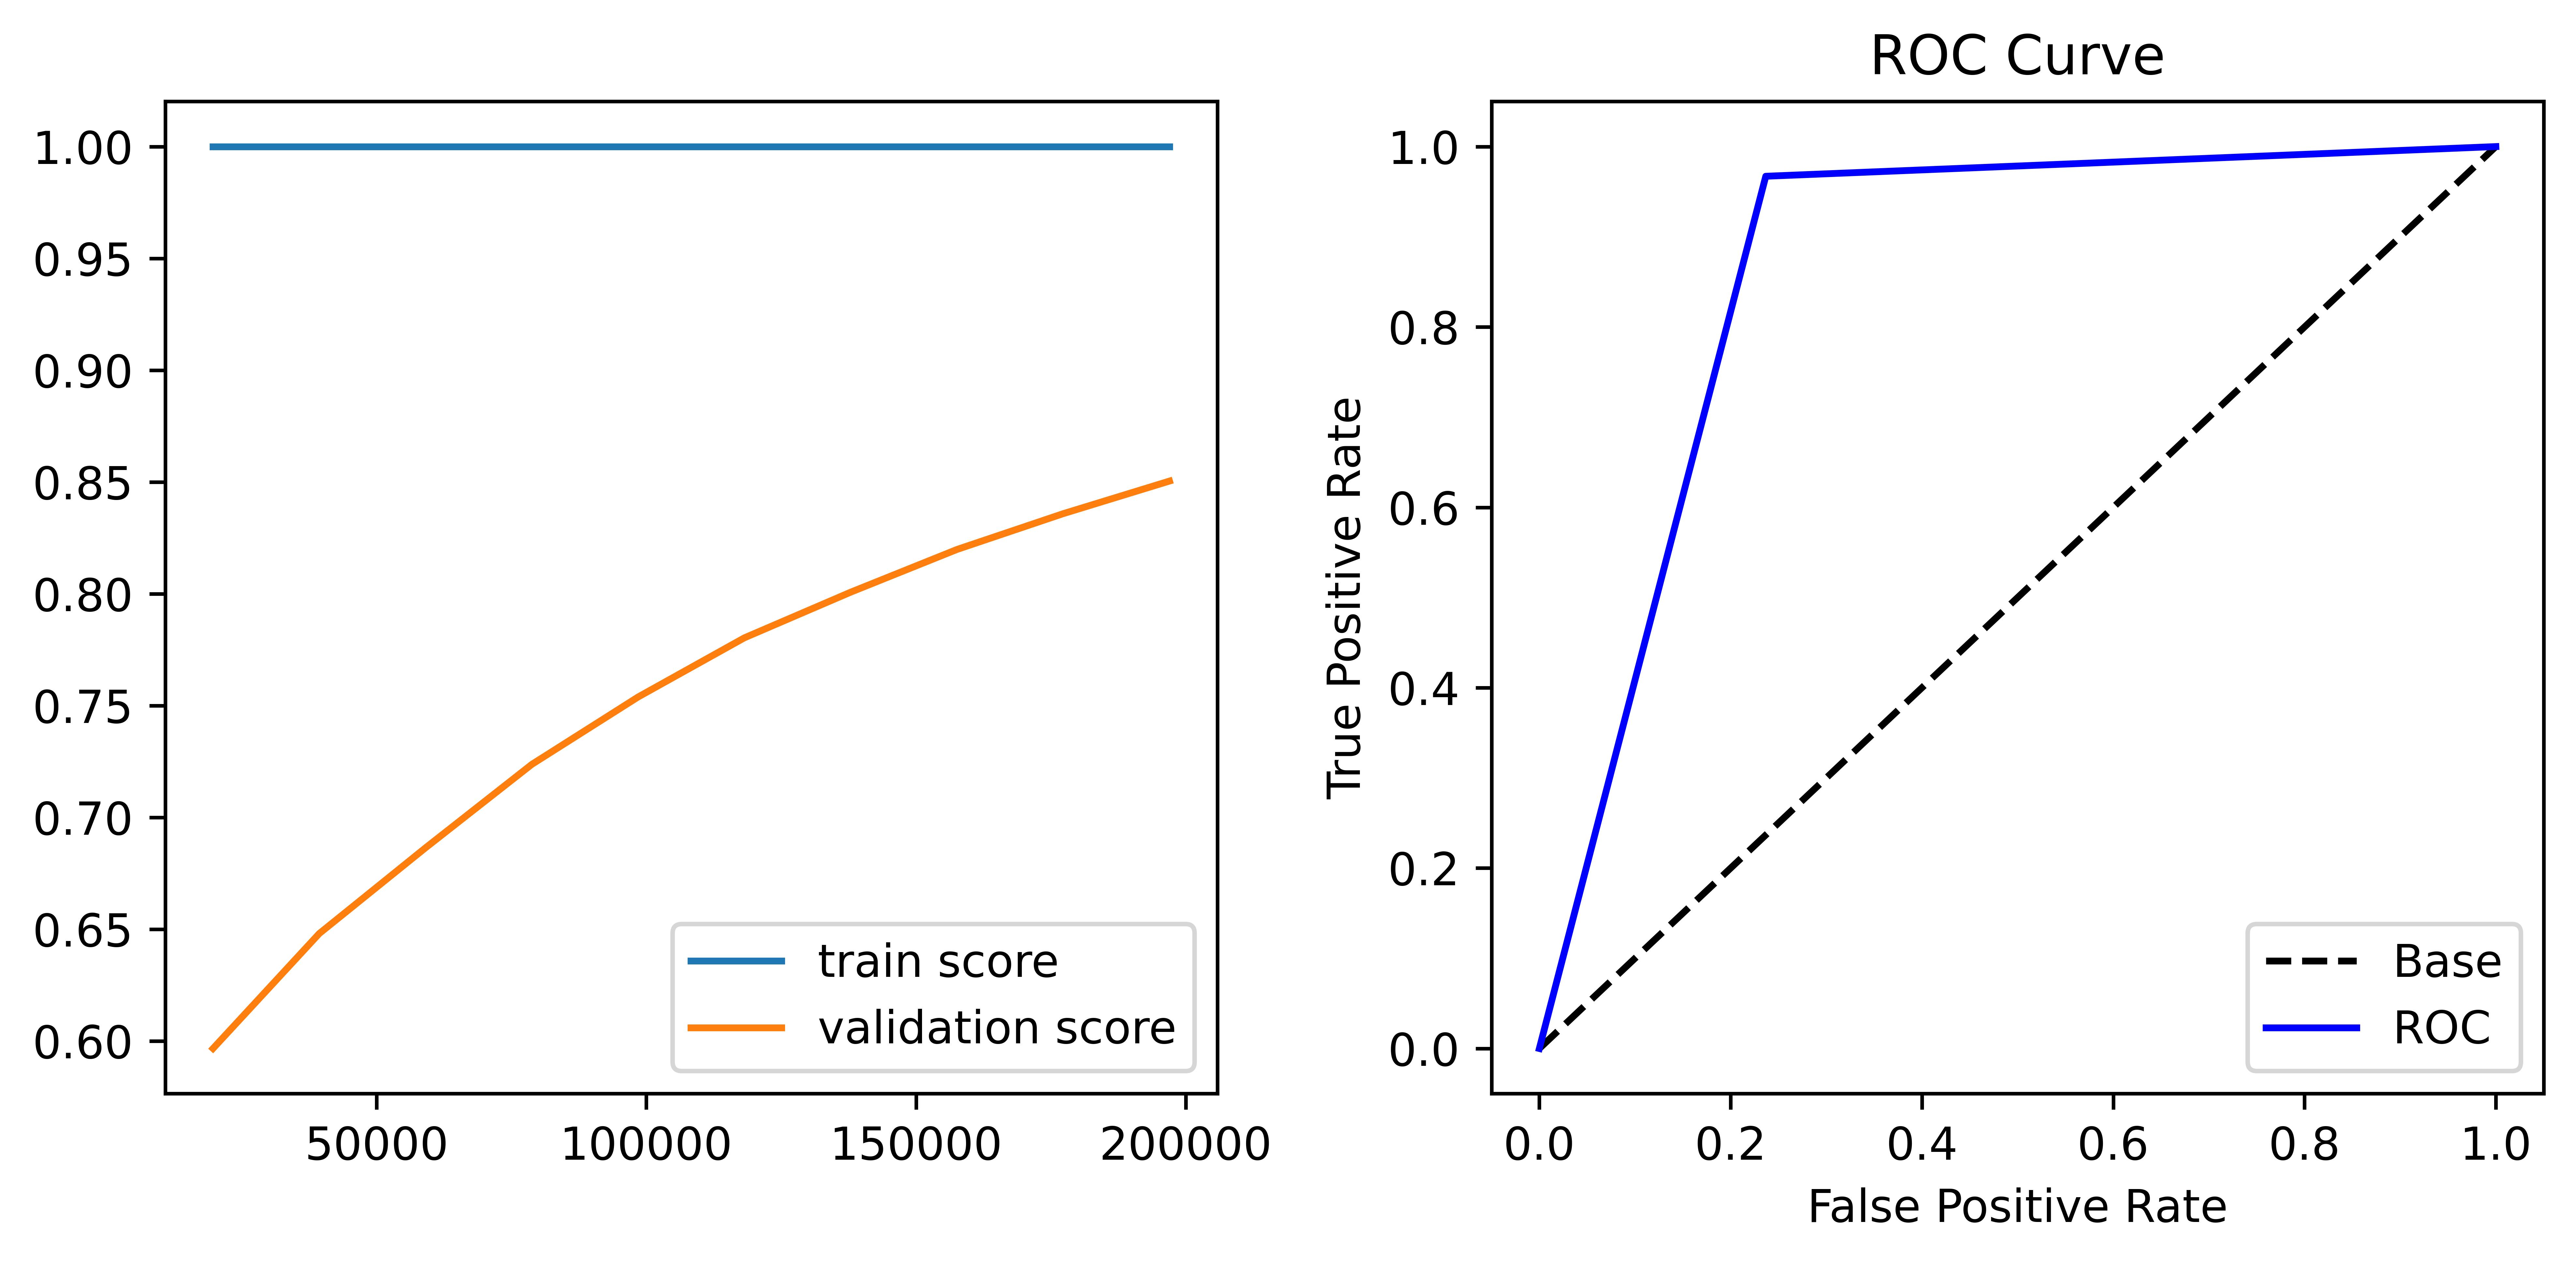 1.00
0.95
0.90
0.85
0.80
0.75
0.70
0.65
0.60
50000 100000 150000 200000
train score
validation score
ROC Curve
True Positive Rate
1.0
0.8
0.6
0.4
0.2
0.0
0.0 0.2 0.4 0.6 0.8 1.0
False Positive Rate
Base
ROC